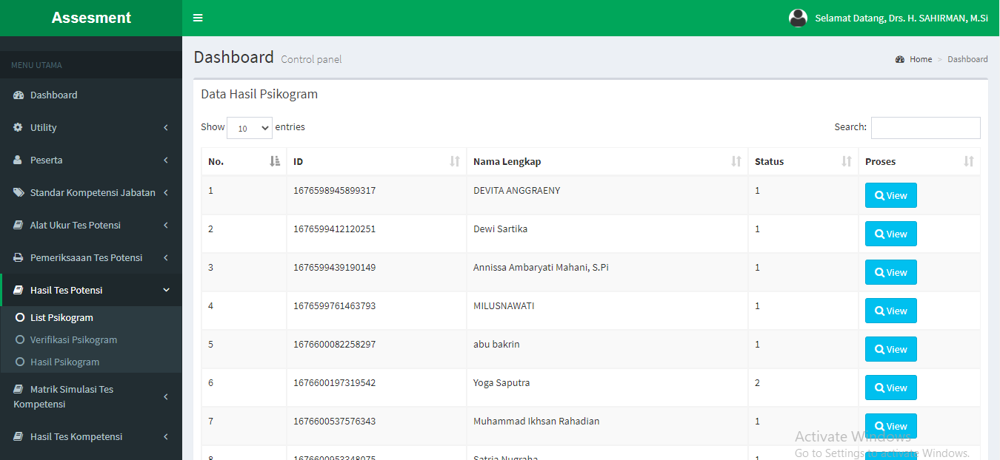 Assesment
Selamat Datang, Drs. H. SAHIRMAN, M.Si
MENU UTAMA
Dashboard
Utility
Peserta
Standar Kompetensi Jabatan
Alat Ukur Tes Potensi
Pemeriksaaan Tes Potensi
Hasil Tes Potensi
List Psikogram
Verifikasi Psikogram
Hasil Psikogram
Matrik Simulasi Tes
Kompetensi
Hasil Tes Kompetensi
Dashboard Control panel
Home > Dashboard
Data Hasil Psikogram
Show 10 entries
Search:
No. ID Nama Lengkap Status Proses
1 1676598945899317 DEVITA ANGGRAENY 1 View
2 1676599412120251 Dewi Sartika 1 View
3 1676599439190149 Annissa Ambaryati Mahani, S.Pi 1 View
4 1676599761463793 MILUSNAWATI 1 View
5 1676600082258297 abu bakrin 1 View
6 1676600197319542 Yoga Saputra 2 View
7 1676600537576343 Muhammad Ikhsan Rahadian 1 View
8 1676600953348075 Satria Nugraha 1
Activate Windows
Go to Settings to activate Windows.